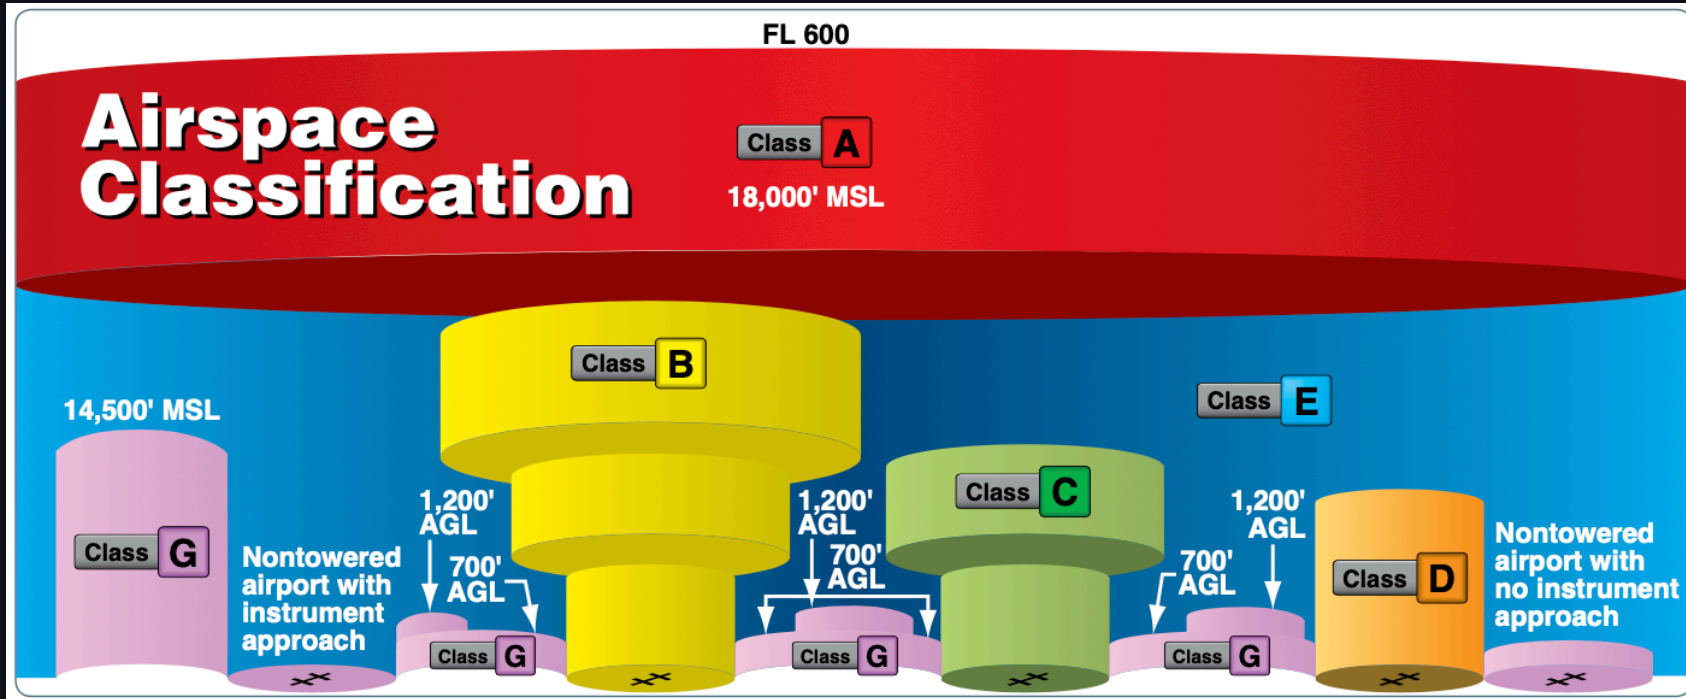 FL 600
Airspace
Classification
Class A
18,000' MSL
Class B
14,500' MSL
Class E
Class C
1,200'
AGL
1,200'
AGL
1,200'
AGL
Class G
Nontowered
airport with
instrument
approach
700'
AGL
700'
AGL
700'
AGL
Class D
Nontowered
airport with
no instrument
approach
Class G
Class G
Class G